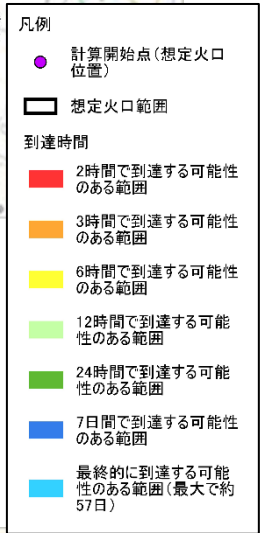 凡例
計算開始点(想定火口
位置)
想定火口範囲
到達時間
2時間で到達する可能性
のある範囲
3時間で到達する可能性
のある範囲
6時間で到達する可能性
のある範囲
12時間で到達する可能
性のある範囲
24時間で到達する可能
性のある範囲
7日間で到達する可能性
のある範囲
最終的に到達する可能
性のある範囲(最大で約
57日)